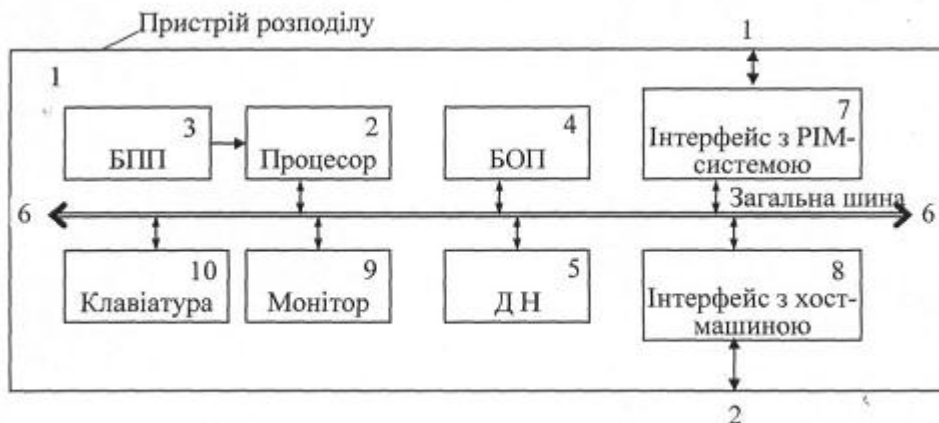 Пристрій розподілу
1
1
3
БПП
2
Процесор
4
БОП
7
Інтерфейс з РІМ-
системою
Загальна шина
6
6
10
Клавіатура
9
Монітор
5
Д Н
8
Інтерфейс з хост-
машиною
2